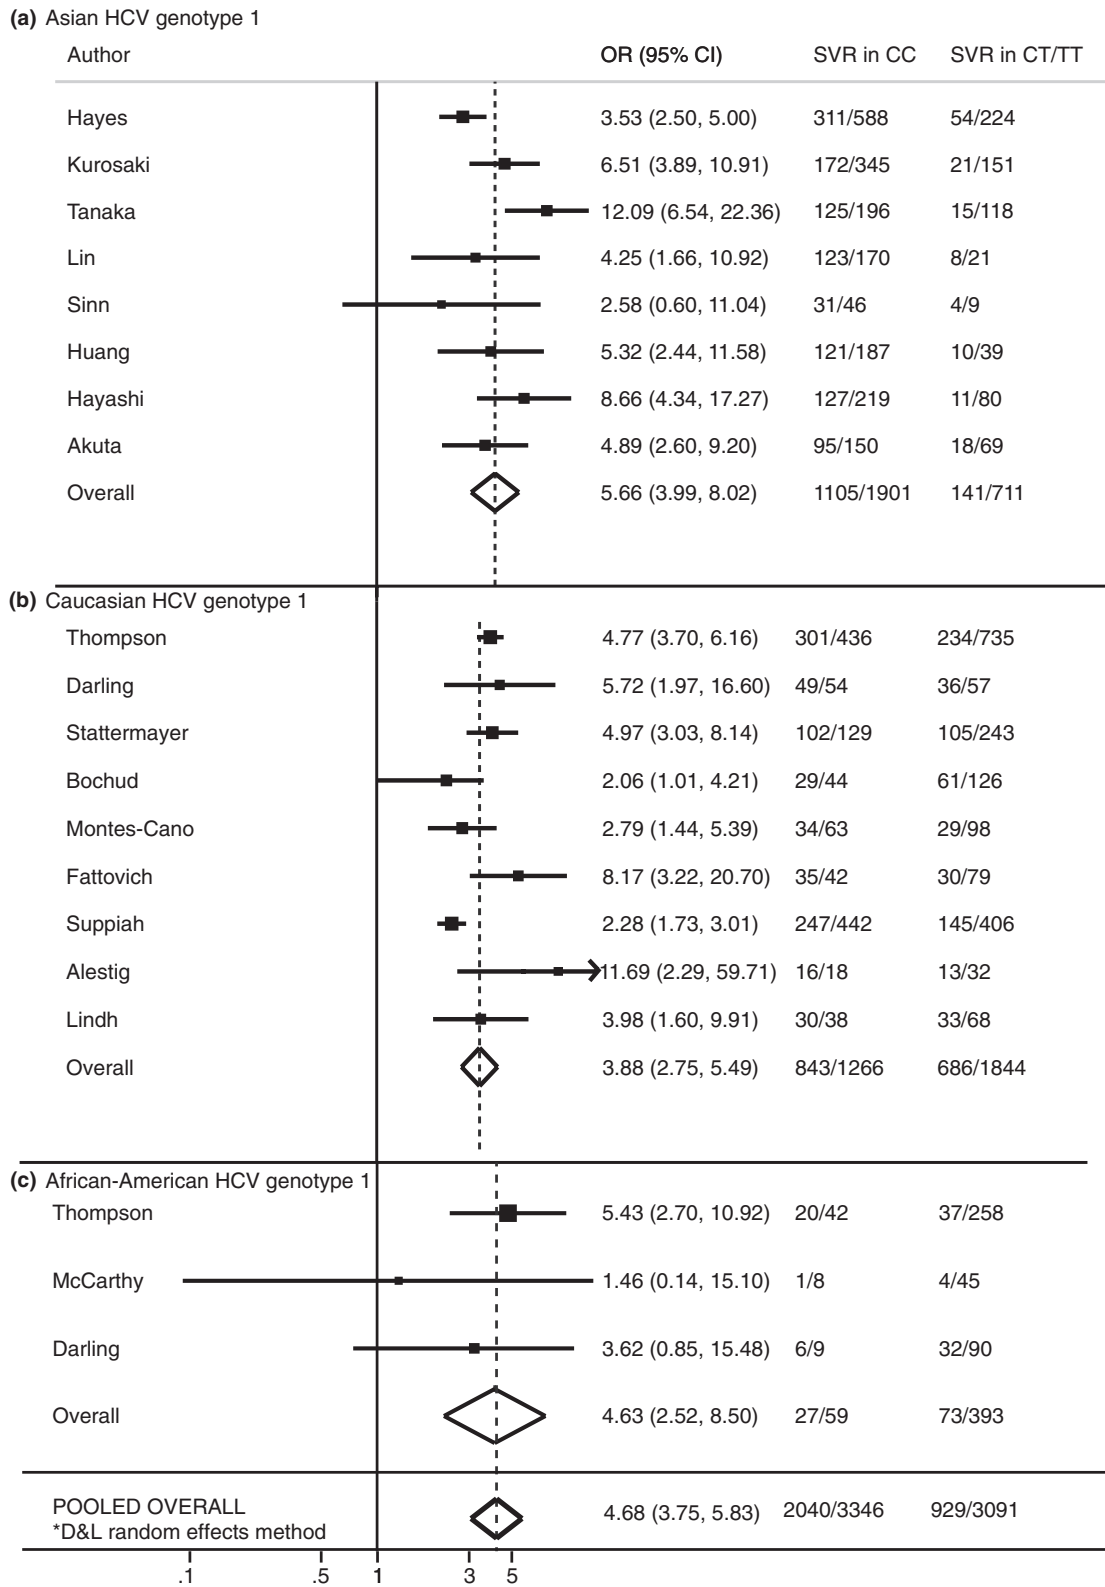 (a) Asian HCV genotype 1
Author OR (95% CI) SVR in CC SVR in CT/TT
Hayes 3.53 (2.50, 5.00) 311/588 54/224
Kurosaki 6.51 (3.89, 10.91) 172/345 21/151
Tanaka 12.09 (6.54, 22.36) 125/196 15/118
Lin 4.25 (1.66, 10.92) 123/170 8/21
Sinn 2.58 (0.60, 11.04) 31/46 4/9
Huang 5.32 (2.44, 11.58) 121/187 10/39
Hayashi 8.66 (4.34, 17.27) 127/219 11/80
Akuta 4.89 (2.60, 9.20) 95/150 18/69
Overall 5.66 (3.99, 8.02) 1105/1901 141/711
(b) Caucasian HCV genotype 1
Thompson 4.77 (3.70, 6.16) 301/436 234/735
Darling 5.72 (1.97, 16.60) 49/54 36/57
Stattermayer 4.97 (3.03, 8.14) 102/129 105/243
Bochud 2.06 (1.01, 4.21) 29/44 61/126
Montes-Cano 2.79 (1.44, 5.39) 34/63 29/98
Fattovich 8.17 (3.22, 20.70) 35/42 30/79
Suppiah 2.28 (1.73, 3.01) 247/442 145/406
Alestig 11.69 (2.29, 59.71) 16/18 13/32
Lindh 3.98 (1.60, 9.91) 30/38 33/68
Overall 3.88 (2.75, 5.49) 843/1266 686/1844
(c) African-American HCV genotype 1
Thompson 5.43 (2.70, 10.92) 20/42 37/258
McCarthy 1.46 (0.14, 15.10) 1/8 4/45
Darling 3.62 (0.85, 15.48) 6/9 32/90
Overall 4.63 (2.52, 8.50) 27/59 73/393
POOLED OVERALL 4.68 (3.75, 5.83) 2040/3346 929/3091
*D&L random effects method
.1 .5 1 3 5